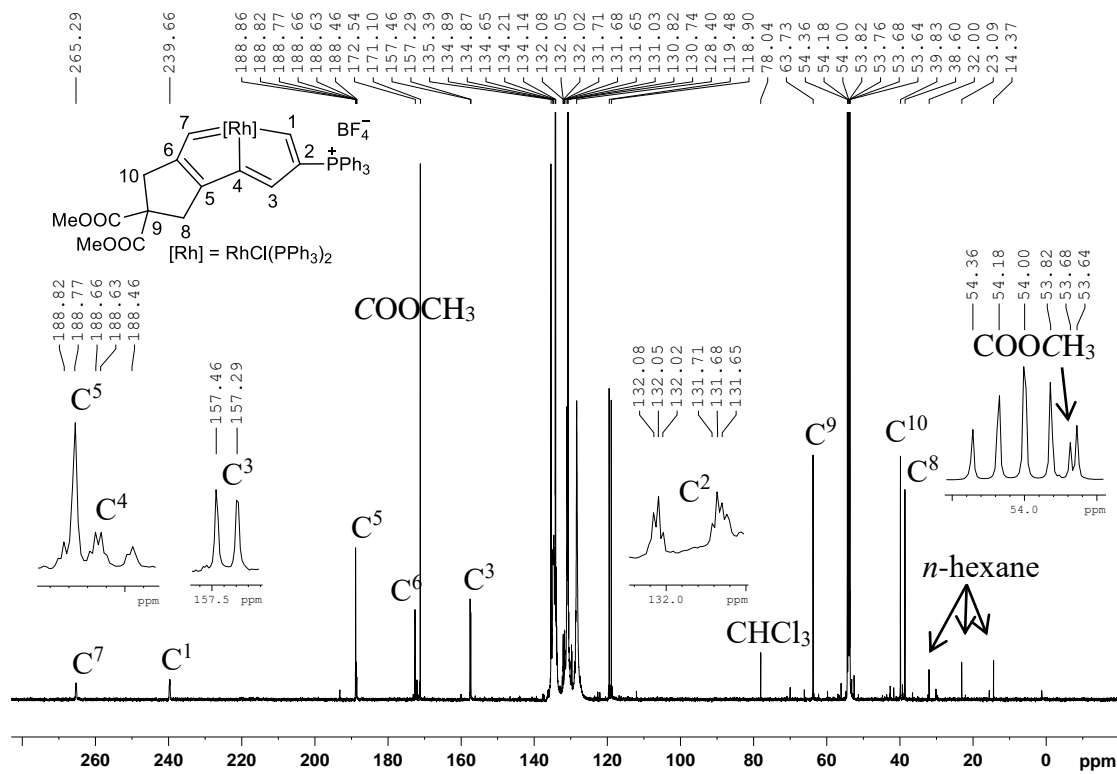 265.29
239.66
188.86
188.82
188.77
188.66
188.63
188.46
172.54
171.10
157.46
157.29
135.39
134.89
134.87
134.65
134.21
134.14
132.08
132.05
132.02
131.71
131.68
131.65
131.03
130.82
130.74
128.40
119.48
118.90
78.04
63.73
54.36
54.18
54.00
53.82
53.76
53.68
53.64
39.83
38.60
32.00
23.09
14.37
7 [Rh] 1 BF₄⁻
6 2 P⁺Ph₃
10 4 3
5
MeOOC 9 8
MeOOC
[Rh] = RhCl(PPh₃)₂
188.82
188.77
188.66
188.63
188.46
C⁵
C⁴
ppm
157.46
157.29
C³
157.5 ppm
COOCH₃
132.08
132.05
132.02
131.71
131.68
131.65
C²
132.0 ppm
54.36
54.18
54.00
53.82
53.68
53.64
COOCH₃
54.0 ppm
C⁷
C¹
C⁵
C⁶
C³
CHCl₃
C⁹
C¹⁰
C⁸
n-hexane
260 240 220 200 180 160 140 120 100 80 60 40 20 0 ppm